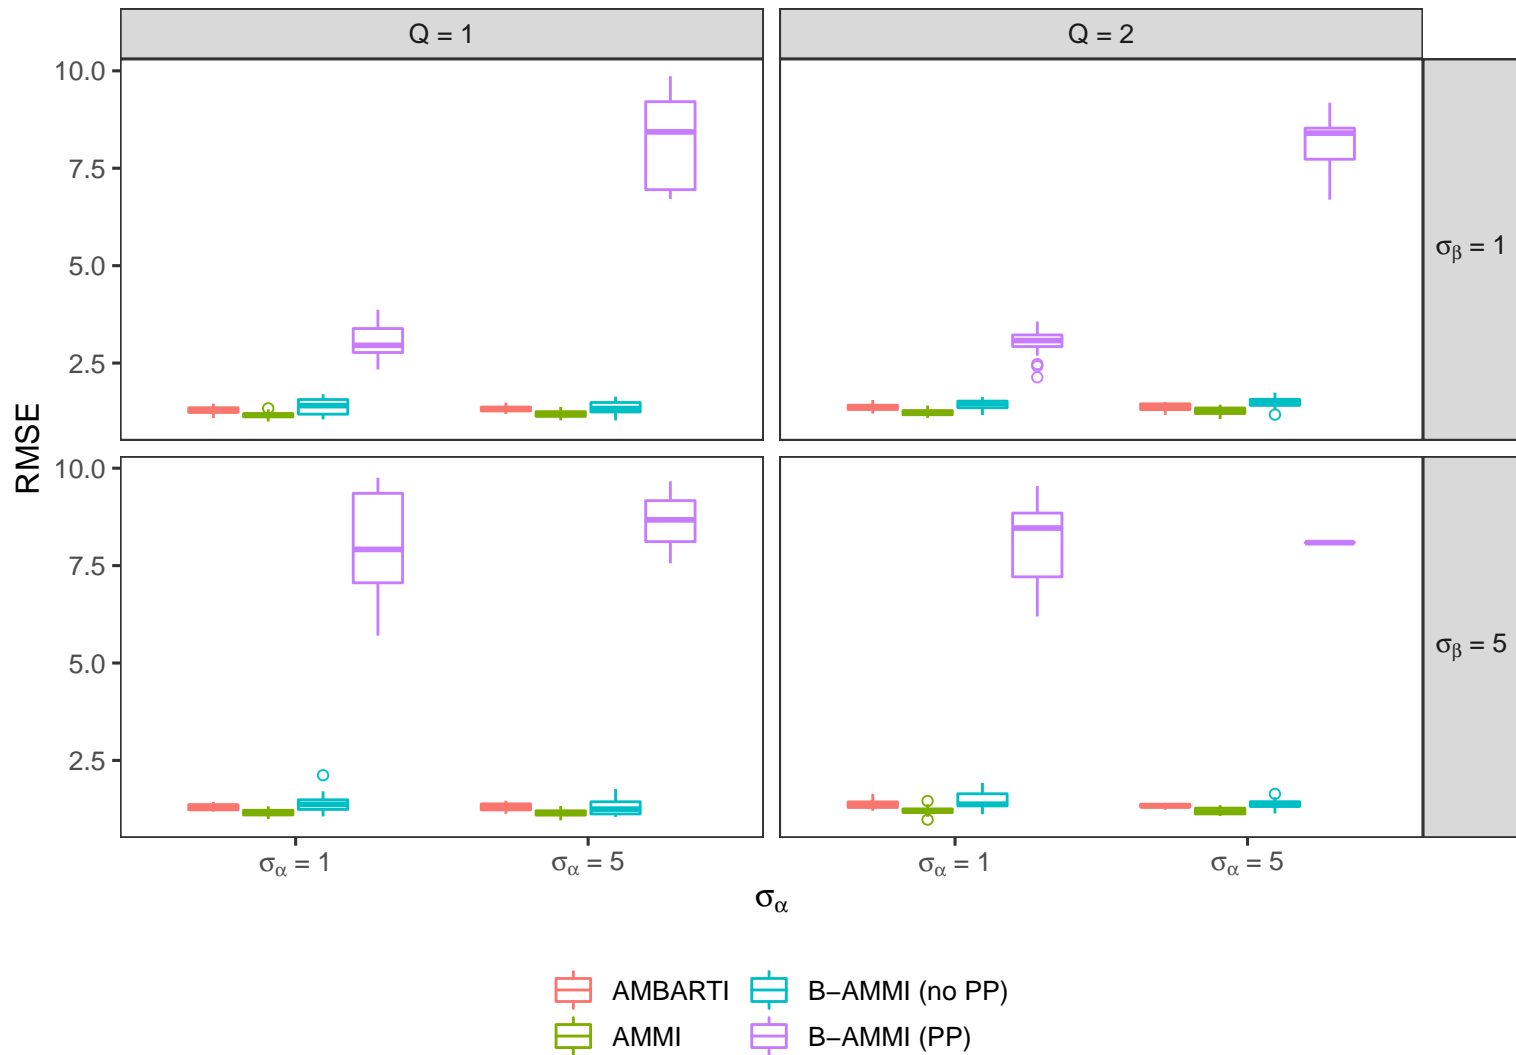 Q = 1
Q = 2
10.0
7.5
5.0
2.5
σβ = 1
RMSE
10.0
7.5
5.0
2.5
σβ = 5
σα = 1
σα = 5
σα = 1
σα = 5
σα
AMBARTI
B−AMMI (no PP)
AMMI
B−AMMI (PP)